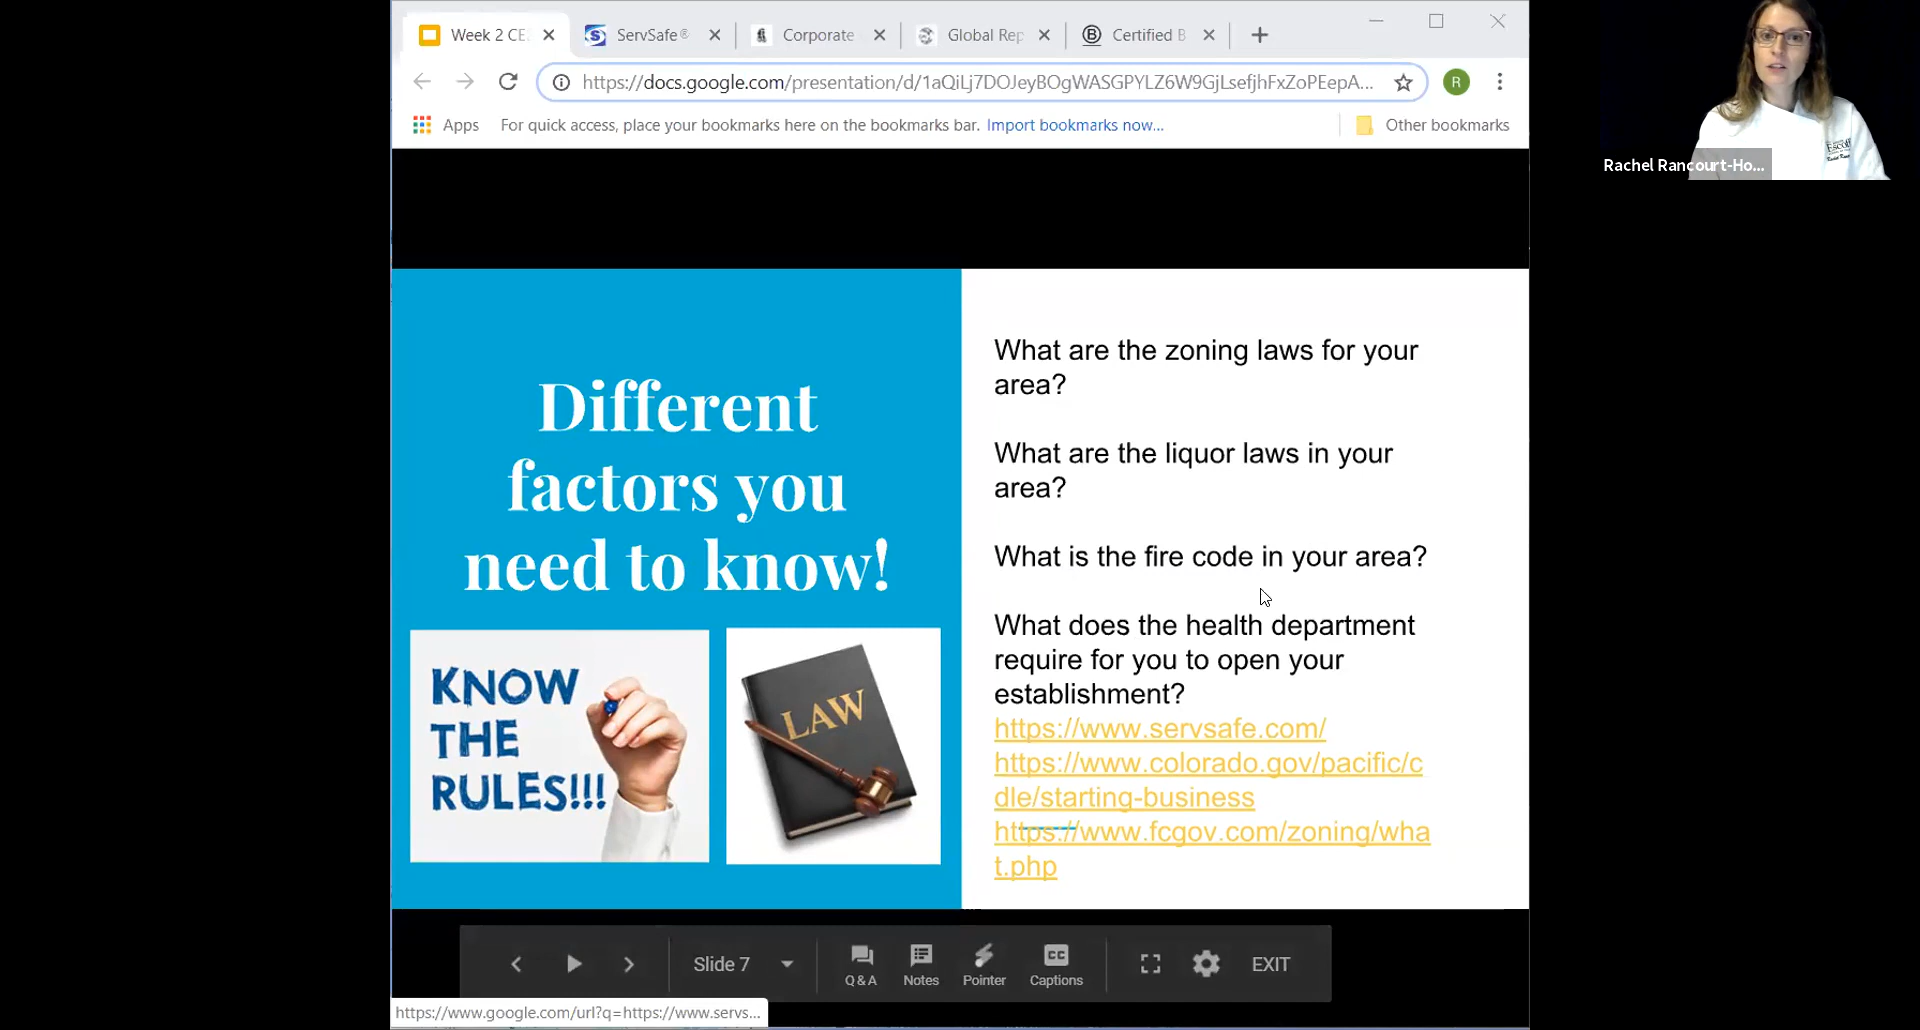 Week 2 CE
ServSafe®
Corporate
Global Rep
Certified B
https://docs.google.com/presentation/d/1aQiLj7DOJeyBOgWASGPYLZ6W9GjLsefjhFxZoPEepA...
R
Apps
For quick access, place your bookmarks here on the bookmarks bar. Import bookmarks now...
Other bookmarks
Rachel Rancourt-Ho...
Different
factors you
need to know!
KNOW
THE
RULES!!!
LAW
What are the zoning laws for your
area?
What are the liquor laws in your
area?
What is the fire code in your area?
What does the health department
require for you to open your
establishment?
https://www.servsafe.com/
https://www.colorado.gov/pacific/c
dle/starting-business
https://www.fcgov.com/zoning/wha
t.php
Slide 7
Q & A
Notes
Pointer
CC
Captions
EXIT
https://www.google.com/url?q=https://www.servs...